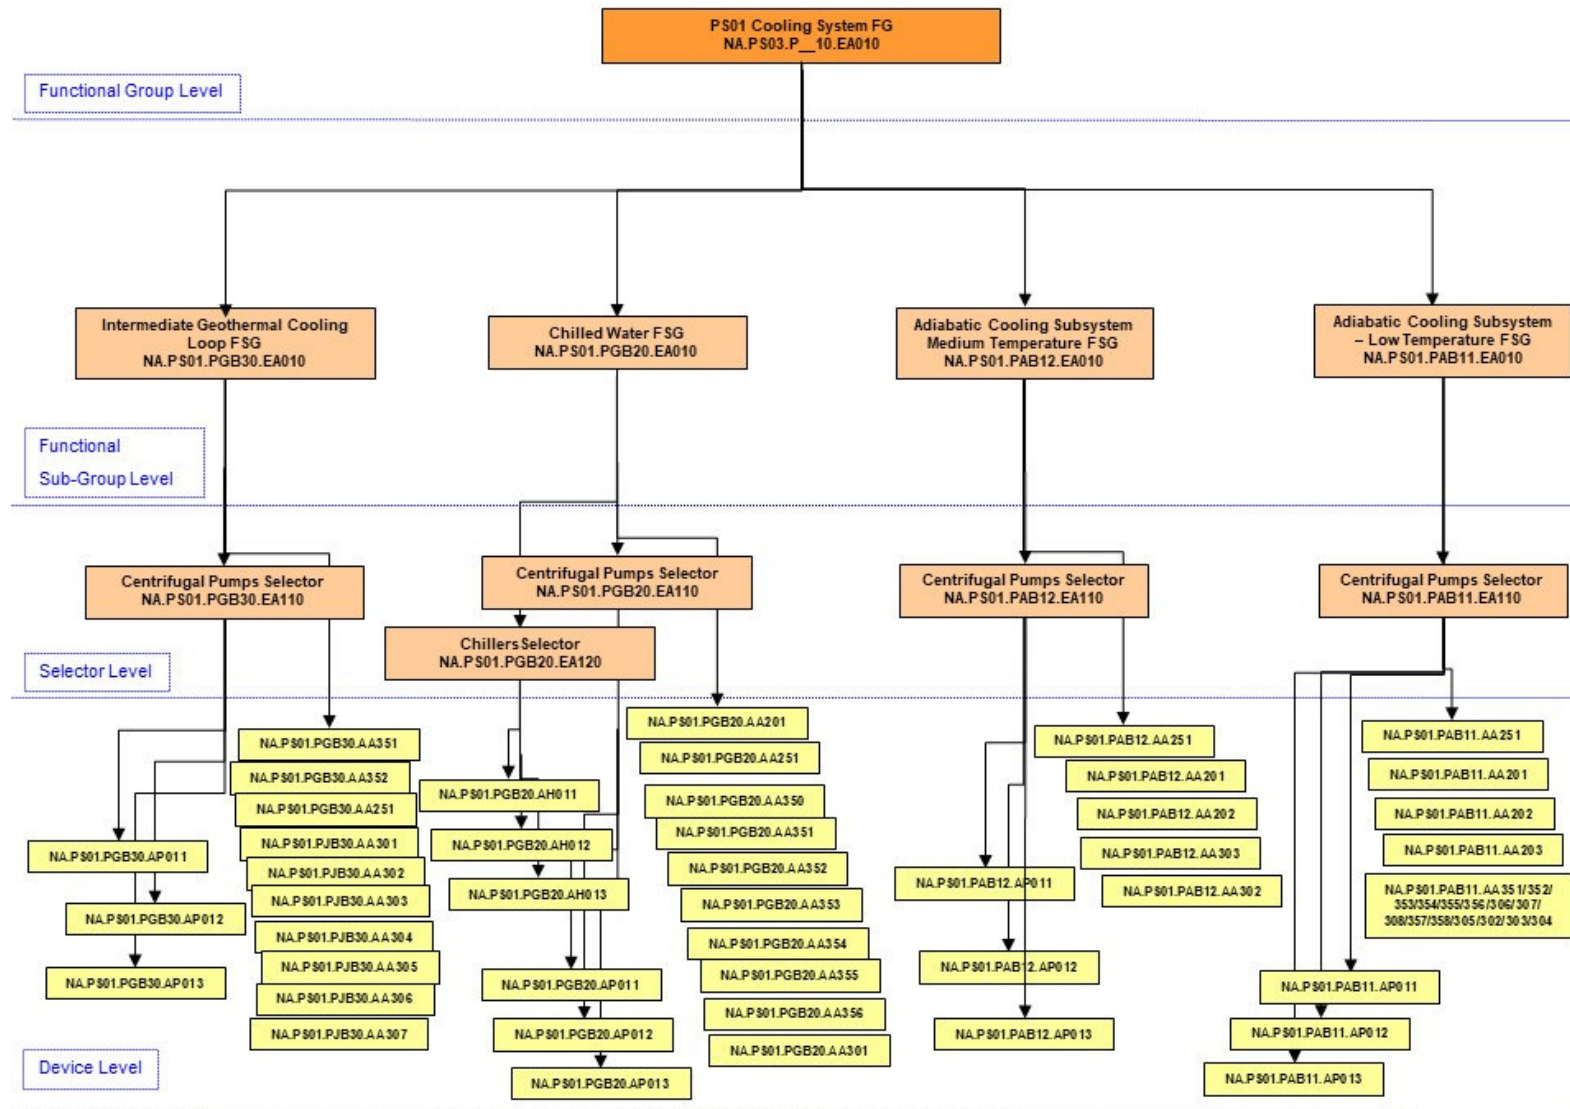 PS01 Cooling System FG
NA.PS03.P__10.EA010
Functional Group Level
Intermediate Geothermal Cooling
Loop FSG
NA.PS01.PGB30.EA010
Chilled Water FSG
NA.PS01.PGB20.EA010
Adiabatic Cooling Subsystem
Medium Temperature FSG
NA.PS01.PAB12.EA010
Adiabatic Cooling Subsystem
– Low Temperature FSG
NA.PS01.PAB11.EA010
Functional
Sub-Group Level
Centrifugal Pumps Selector
NA.PS01.PGB30.EA110
Centrifugal Pumps Selector
NA.PS01.PGB20.EA110
Centrifugal Pumps Selector
NA.PS01.PAB12.EA110
Centrifugal Pumps Selector
NA.PS01.PAB11.EA110
Chillers Selector
NA.PS01.PGB20.EA120
Selector Level
NA.PS01.PGB30.AA351
NA.PS01.PGB30.AA352
NA.PS01.PGB30.AA251
NA.PS01.PJB30.AA301
NA.PS01.PJB30.AA302
NA.PS01.PJB30.AA303
NA.PS01.PJB30.AA304
NA.PS01.PJB30.AA305
NA.PS01.PJB30.AA306
NA.PS01.PJB30.AA307
NA.PS01.PGB30.AP011
NA.PS01.PGB30.AP012
NA.PS01.PGB30.AP013
NA.PS01.PGB20.AH011
NA.PS01.PGB20.AH012
NA.PS01.PGB20.AH013
NA.PS01.PGB20.AP011
NA.PS01.PGB20.AP012
NA.PS01.PGB20.AP013
NA.PS01.PGB20.AA201
NA.PS01.PGB20.AA251
NA.PS01.PGB20.AA350
NA.PS01.PGB20.AA351
NA.PS01.PGB20.AA352
NA.PS01.PGB20.AA353
NA.PS01.PGB20.AA354
NA.PS01.PGB20.AA355
NA.PS01.PGB20.AA356
NA.PS01.PGB20.AA301
NA.PS01.PAB12.AP011
NA.PS01.PAB12.AP012
NA.PS01.PAB12.AP013
NA.PS01.PAB12.AA251
NA.PS01.PAB12.AA201
NA.PS01.PAB12.AA202
NA.PS01.PAB12.AA303
NA.PS01.PAB12.AA302
NA.PS01.PAB11.AA251
NA.PS01.PAB11.AA201
NA.PS01.PAB11.AA202
NA.PS01.PAB11.AA203
NA.PS01.PAB11.AA351/352/
353/354/355/356/306/307/
308/357/358/305/302/303/304
NA.PS01.PAB11.AP011
NA.PS01.PAB11.AP012
NA.PS01.PAB11.AP013
Device Level